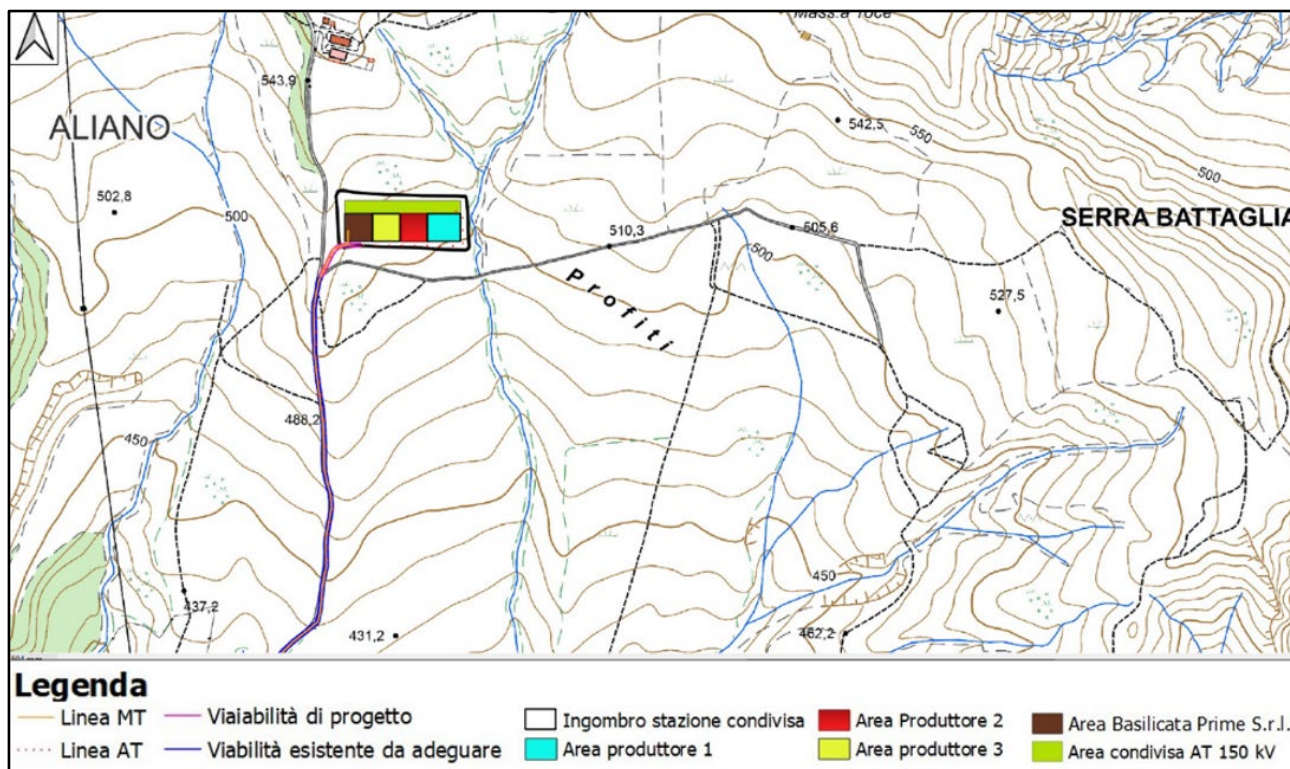 Mass.a Toce
543,9
ALIANO
542,5
550
500
502,8
500
SERRA BATTAGLIA
510,3
505,6
500
Profiti
527,5
488,2
450
450
437,2
431,2
462,2
Legenda
Linea MT
Viaiabilità di progetto
Ingombro stazione condivisa
Area Produttore 2
Area Basilicata Prime S.r.l.
Linea AT
Viabilità esistente da adeguare
Area produttore 1
Area produttore 3
Area condivisa AT 150 kV